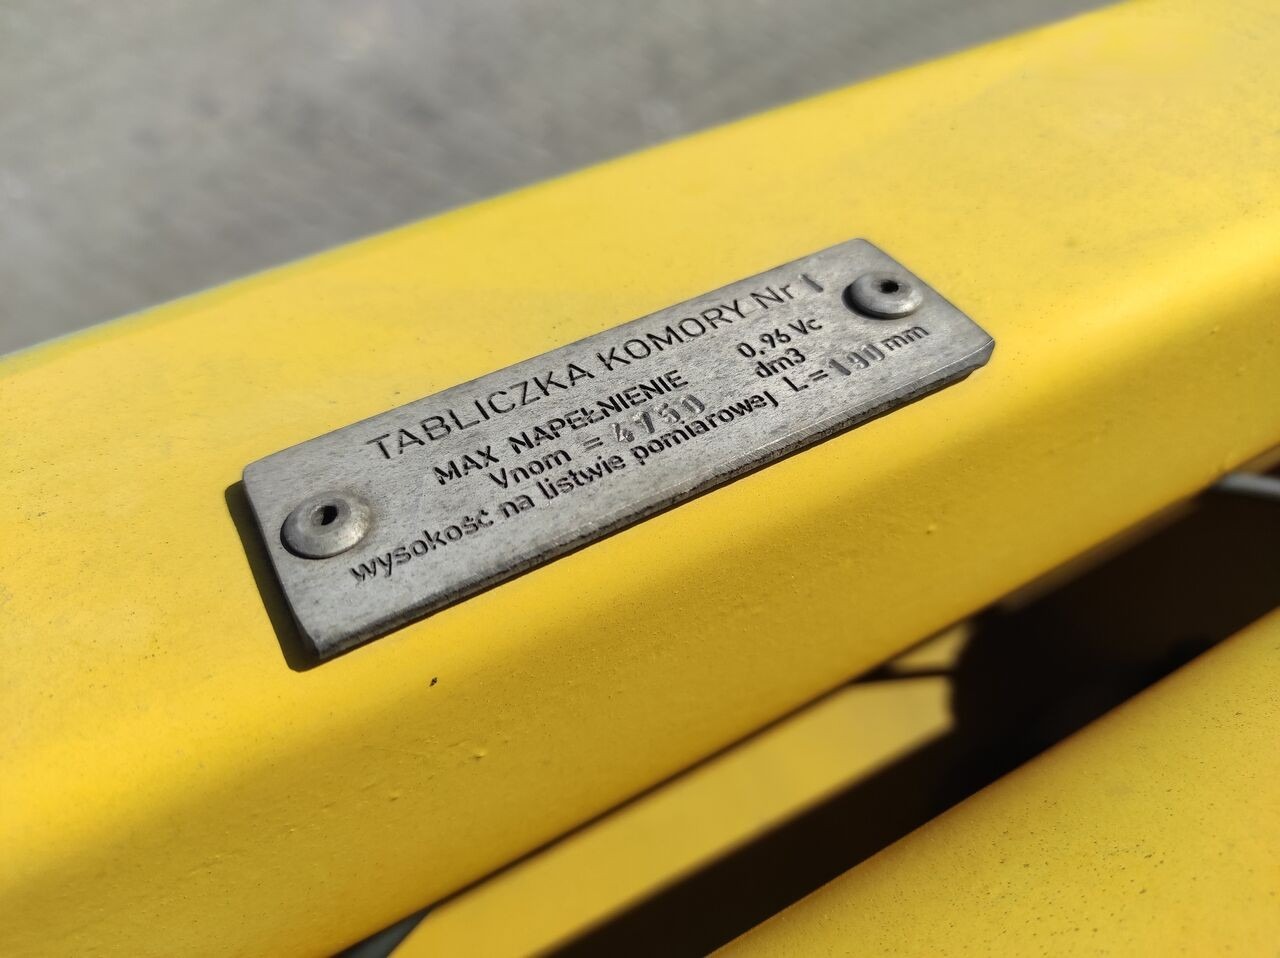 TABLICZKA KOMORY Nr 1
MAX NAPEŁNIENIE 0,96 Vc
Vnom = 4750 dm3
wysokość na listwie pomiarowej L = 190 mm